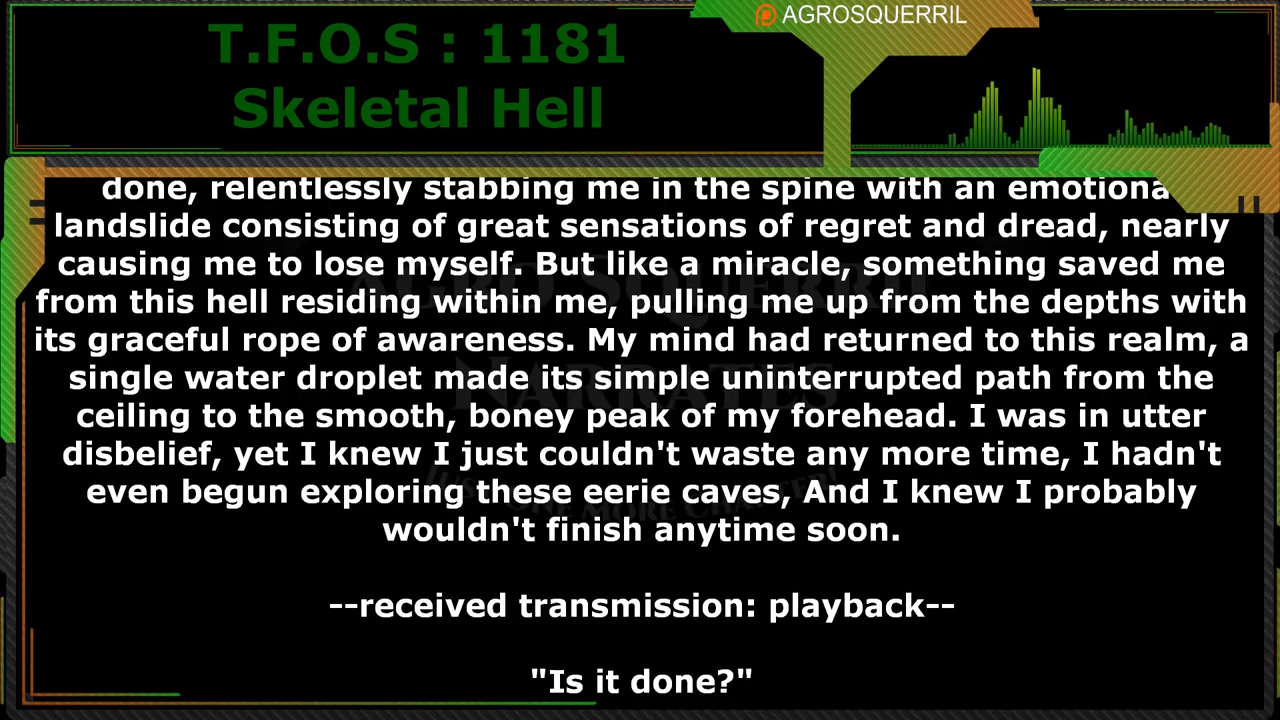 AGROSQUERRIL
T.F.O.S : 1181
Skeletal Hell
done, relentlessly stabbing me in the spine with an emotiona
landslide consisting of great sensations of regret and dread, nearly
causing me to lose myself. But like a miracle, something saved me
from this hell residing within me, pulling me up from the depths with
its graceful rope of awareness. My mind had returned to this realm, a
single water droplet made its simple uninterrupted path from the
ceiling to the smooth, boney peak of my forehead. I was in utter
disbelief, yet I knew I just couldn't waste any more time, I hadn't
even begun exploring these eerie caves, And I knew I probably
wouldn't finish anytime soon.
--received transmission: playback--
"Is it done?"